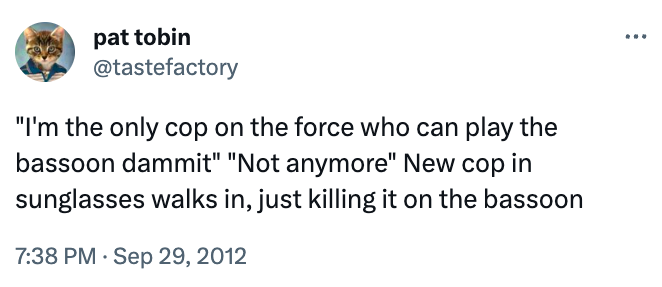 pat tobin
@tastefactory
"I'm the only cop on the force who can play the
bassoon dammit" "Not anymore" New cop in
sunglasses walks in, just killing it on the bassoon
7:38 PM · Sep 29, 2012